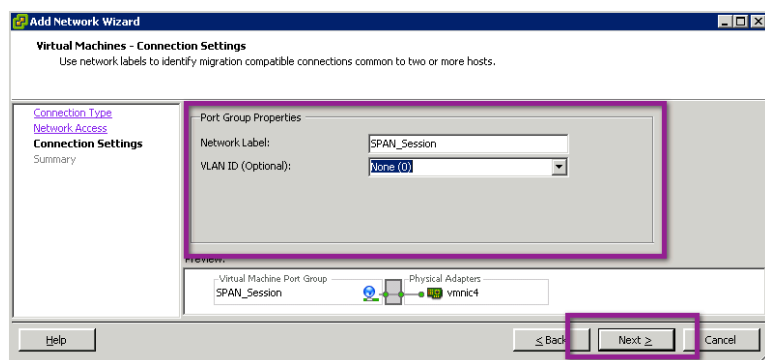 Add Network Wizard
Virtual Machines - Connection Settings
Use network labels to identify migration compatible connections common to two or more hosts.
Connection Type
Network Access
Connection Settings
Summary
Port Group Properties
Network Label:
SPAN_Session
VLAN ID (Optional):
None (0)
Preview:
Virtual Machine Port Group
Physical Adapters
SPAN_Session
vmnic4
Help
≤ Back
Next ≥
Cancel